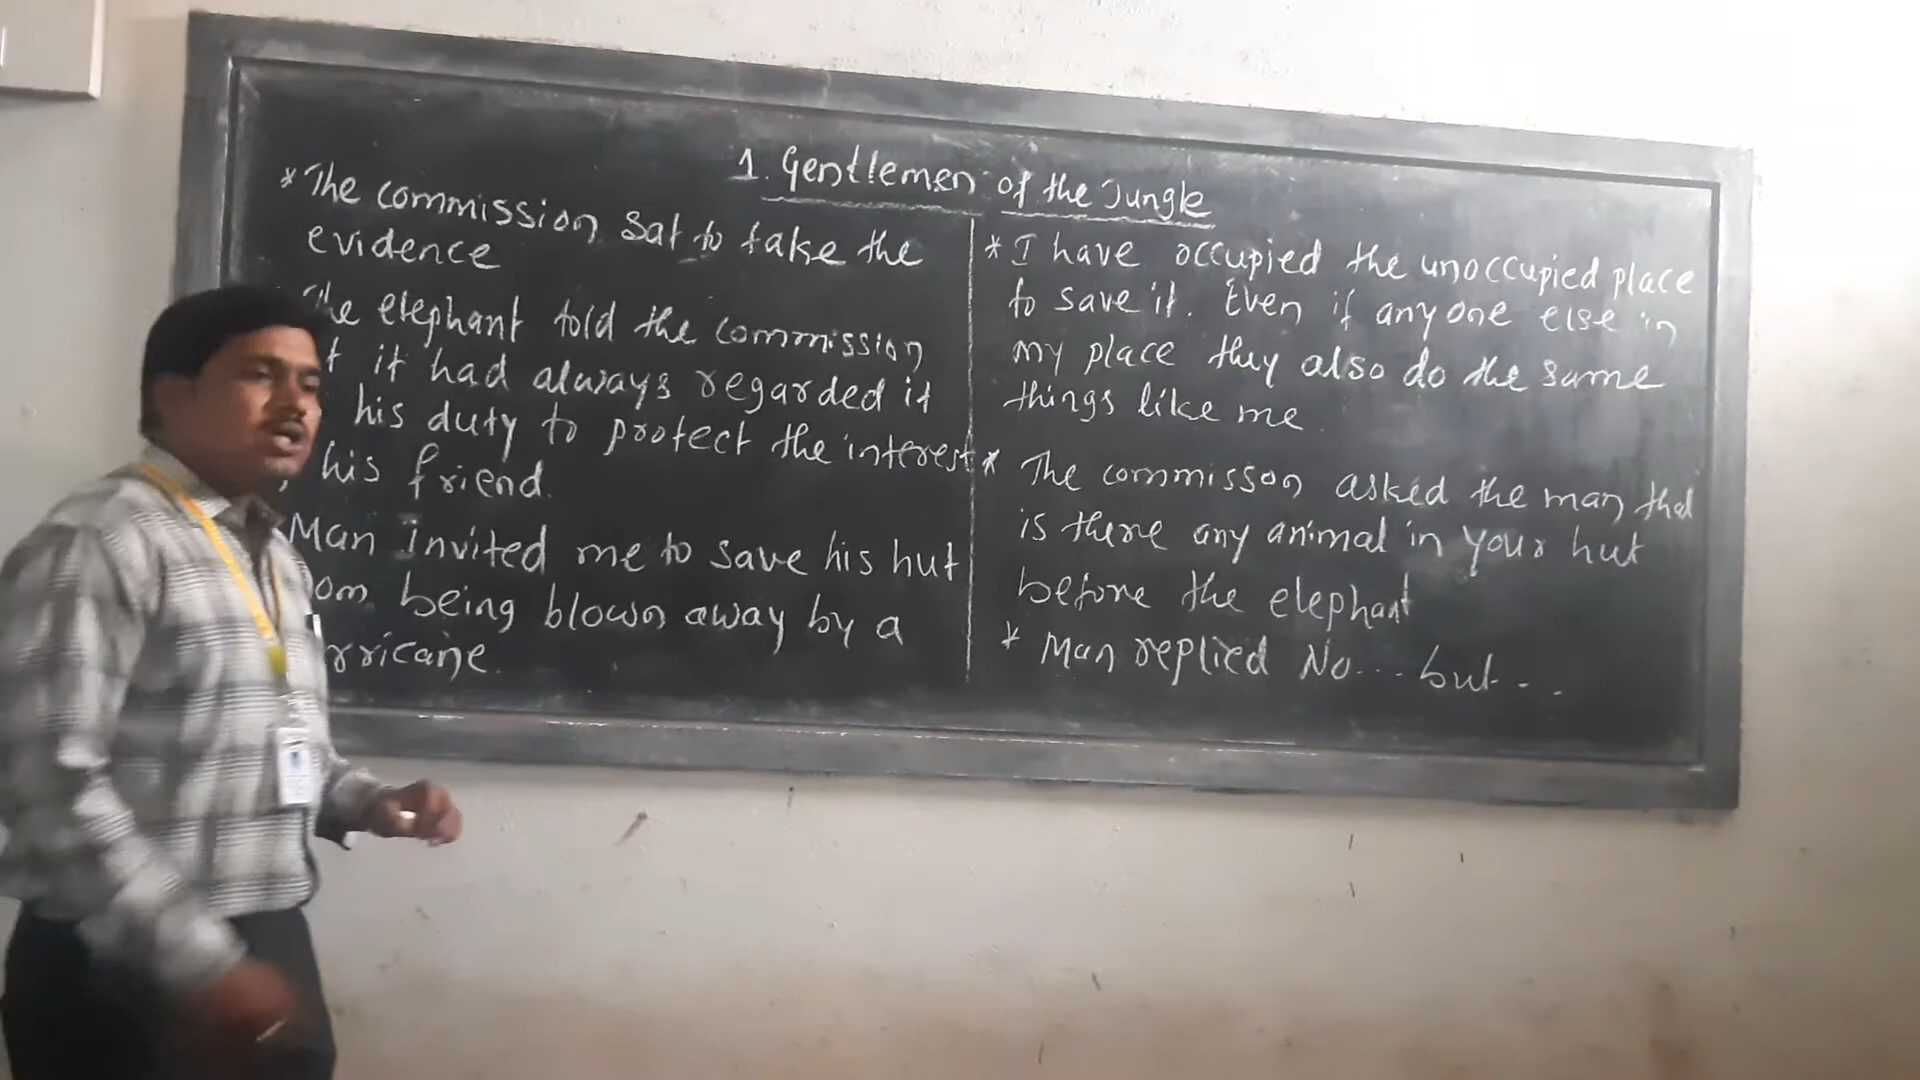 1. Gentlemen of the Jungle
* The commission sat to take the
evidence
The elephant told the commission
it had always regarded it
his duty to protect the interest
his friend.
Man Invited me to save his hut
being blown away by a
* I have occupied the unoccupied place
to save it. Even if anyone else in
my place they also do the same
things like me.
* The commisson asked the man that
is there any animal in your hut
before the elephant
* Man replied No... but...